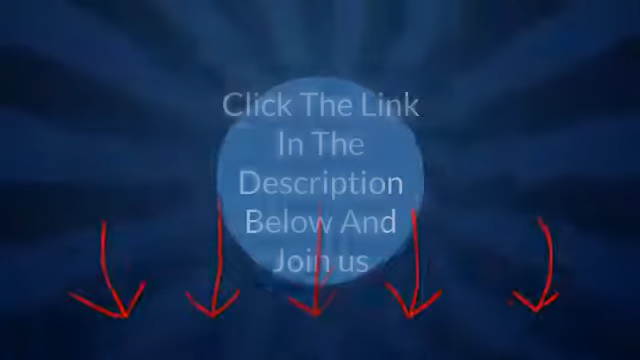 Click The Link
In The
Description
Below And
Join us